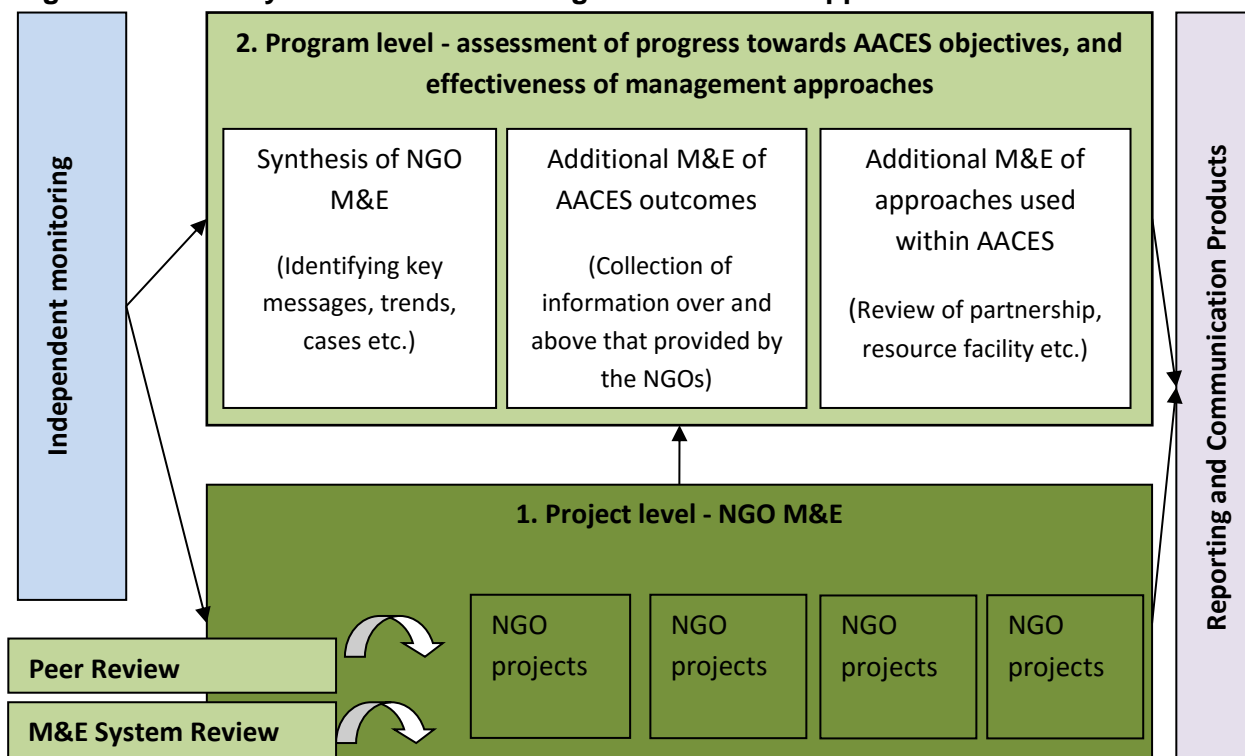 2. Program level - assessment of progress towards AACES objectives, and
effectiveness of management approaches
Independent monitoring
Synthesis of NGO
M&E
(Identifying key
messages, trends,
cases etc.)
Additional M&E of
AACES outcomes
(Collection of
information over and
above that provided by
the NGOs)
Additional M&E of
approaches used
within AACES
(Review of partnership,
resource facility etc.)
Reporting and Communication Products
1. Project level - NGO M&E
NGO
projects
NGO
projects
NGO
projects
NGO
projects
Peer Review
M&E System Review